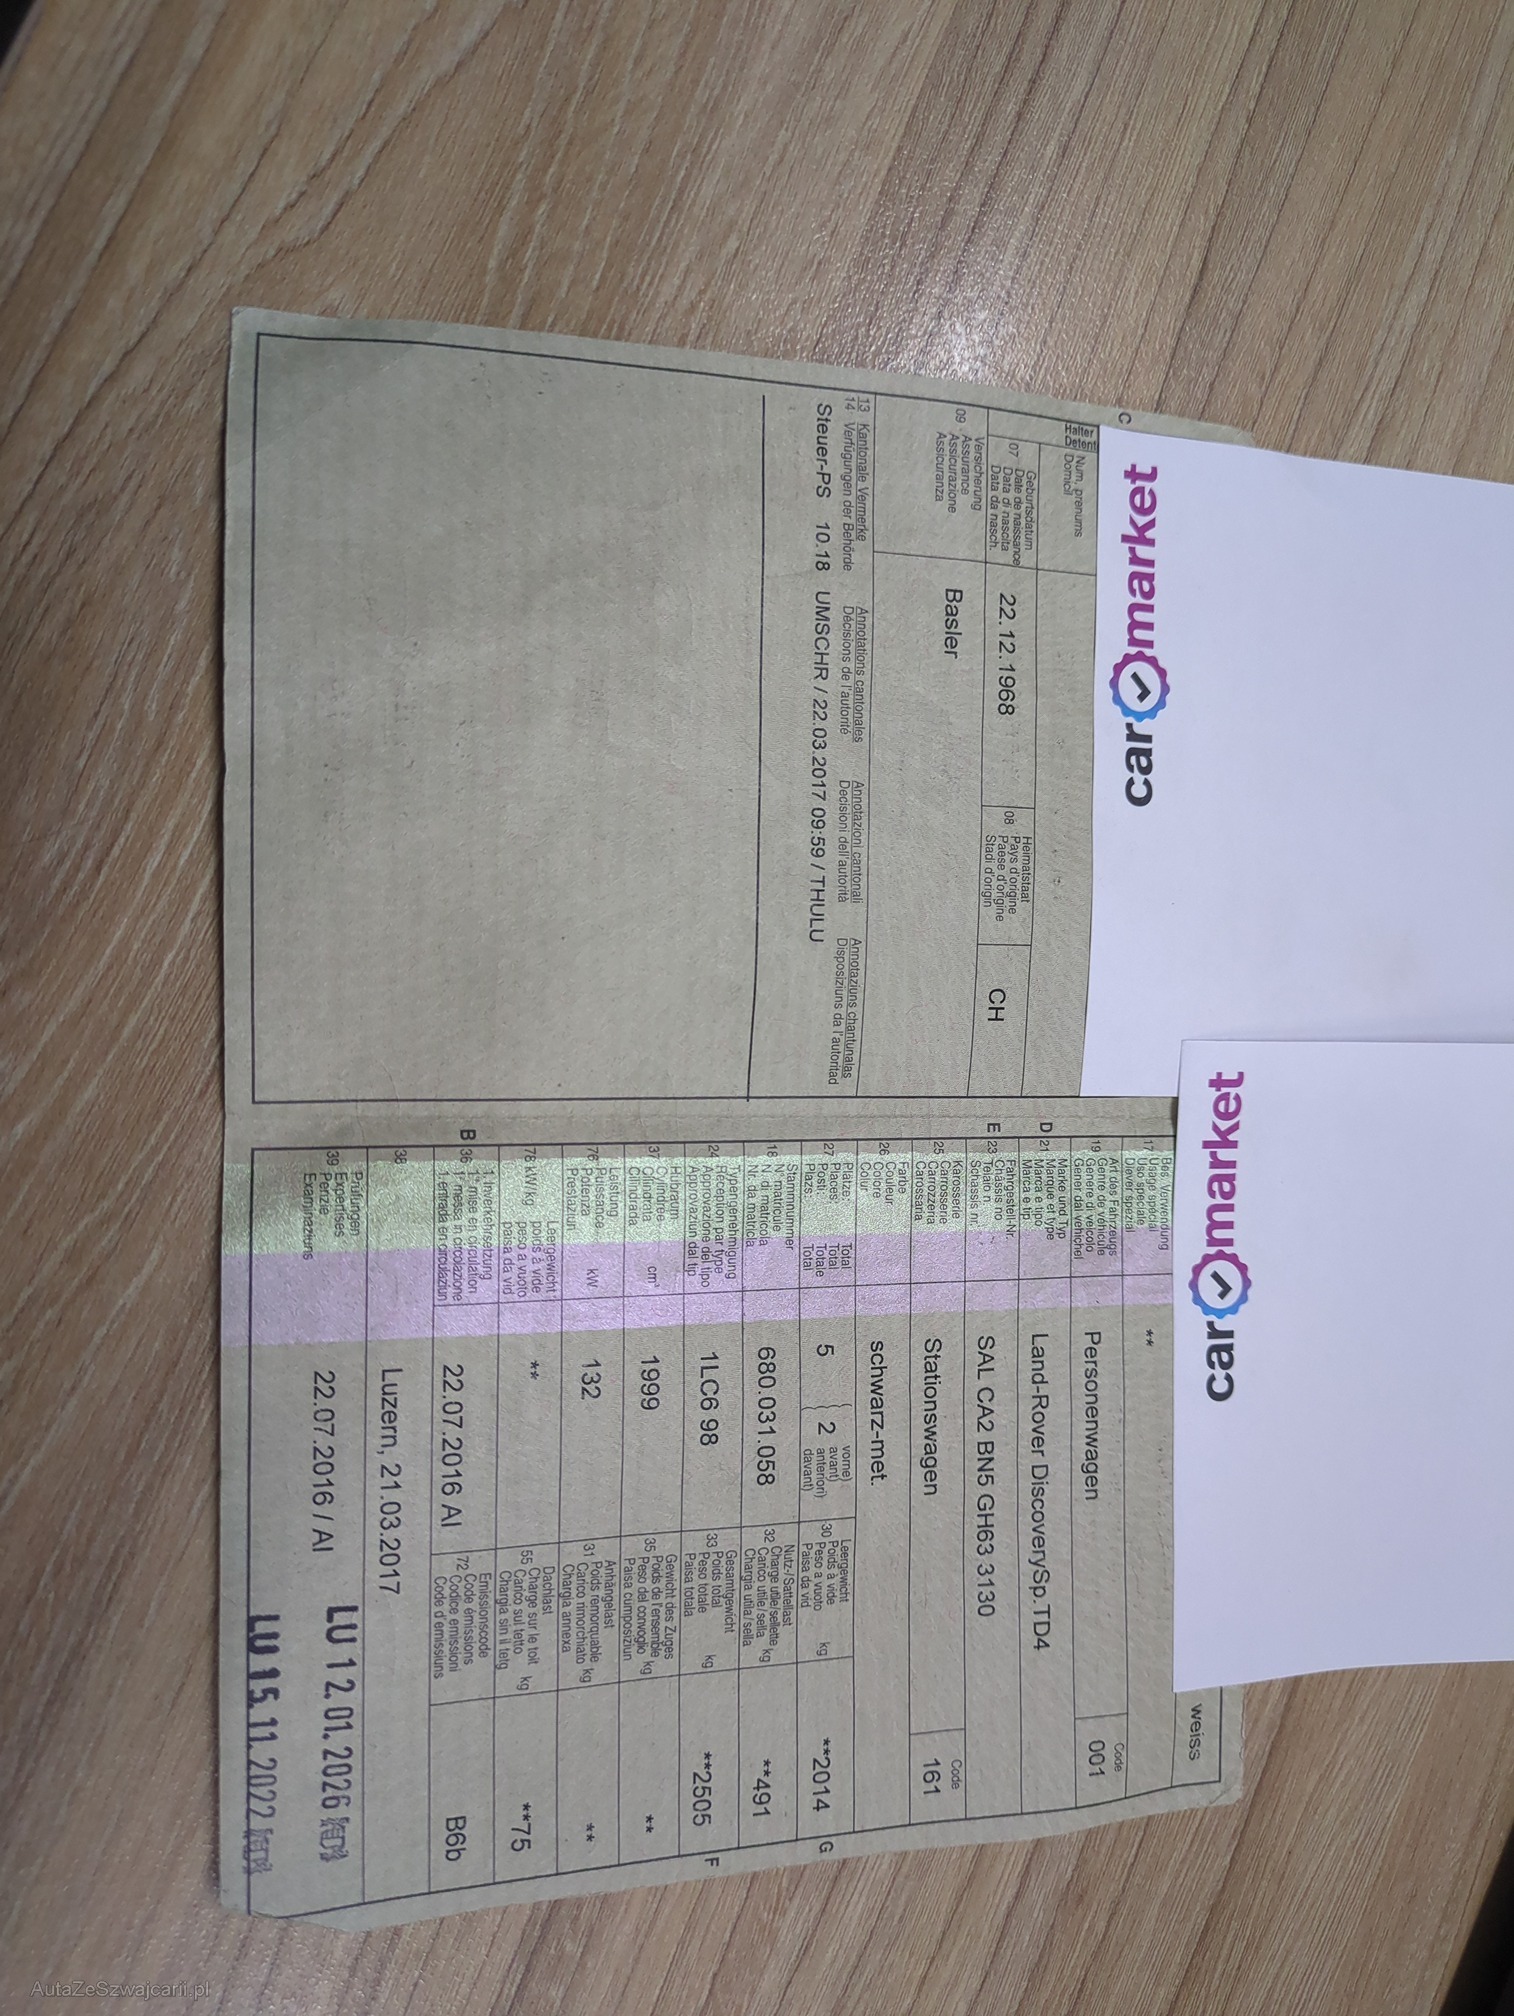 carmarket
carmarket
C
Halter
Détent
Num, prenums
Domicil
07
Geburtsdatum
Date de naissance
Data di nascita
Data da nasch.
22.12.1968
08
Heimatstaat
Pays d'origine
Paese d'origine
Stadi d'origin
CH
09
Versicherung
Assurance
Assicurazione
Assicuranza
Basler
13 Kantonale Vermerke
14 Verfügungen der Behörde
Annotations cantonales
Décisions de l'autorité
Annotazioni cantonali
Decisioni dell'autorità
Annotaziuns chantunalas
Disposiziuns da l'autoritad
Steuer-PS 10.18 UMSCHR / 22.03.2017 09:59 / THULU
weiss
17
Bes. Verwendung
Usage spécial
Uso speciale
Diever spezial
**
19
Art des Fahrzeugs
Genre de véhicule
Genere di veicolo
Gener dal vehichel
Personenwagen
Code
001
D 21
Marke und Typ
Marque et type
Marca e tipo
Marca e tip
Land-Rover DiscoverySp.TD4
E 23
Fahrgestell-Nr.
Châssis no
Telaio n.
Schassis nr.
SAL CA2 BN5 GH63 3130
25
Karosserie
Carrosserie
Carrozzeria
Carossaria
Stationswagen
Code
161
26
Farbe
Couleur
Colore
Colur
schwarz-met.
27
Plätze: Total
Places: Total
Posti: Totale
Plazs: Total
5
2
vorne)
avant)
anteriori)
davant)
30
Leergewicht
Poids à vide
Peso a vuoto
Paisa da vid
kg
**2014
G
18
Stammnummer
N° matricule
N. di matricola
Nr. da matricla
680.031.058
32
Nutz-/Sattellast
Charge utile/sellette
Carico utile/sella
Chargia utila/sella
kg
**491
24
Typengenehmigung
Réception par type
Approvazione del tipo
Approvaziun dal tip
1LC6 98
33
Gesamtgewicht
Poids total
Peso totale
Paisa totala
kg
**2505
F
37
Hubraum
Cylindrée
Cilindrata
Cilindrada
cm³
1999
35
Gewicht des Zuges
Poids de l'ensemble
Peso del convoglio
Paisa cumposiziun
kg
**
76
Leistung
Puissance
Potenza
Prestaziun
kW
132
31
Anhängelast
Poids remorquable
Carico rimorchiato
Chargia annexa
kg
**
78 kW/kg
Leergewicht
poids à vide
peso a vuoto
paisa da vid
**
55
Dachlast
Charge sur le toit
Carico sul tetto
Chargia sin il tetg
kg
**75
B 36
1. Inverkehrsetzung
1re mise en circulation
1a messa in circolazione
1. entrada en circulaziun
22.07.2016 AI
72
Emissionscode
Code émissions
Codice emissioni
Code d'emissiuns
B6b
38
Luzern, 21.03.2017
39
Prüfungen
Expertises
Perizie
Examinaziuns
22.07.2016 / AI
LU 12.01.2026
LU 15.11.2022
AutaZeSzwajcarii.pl